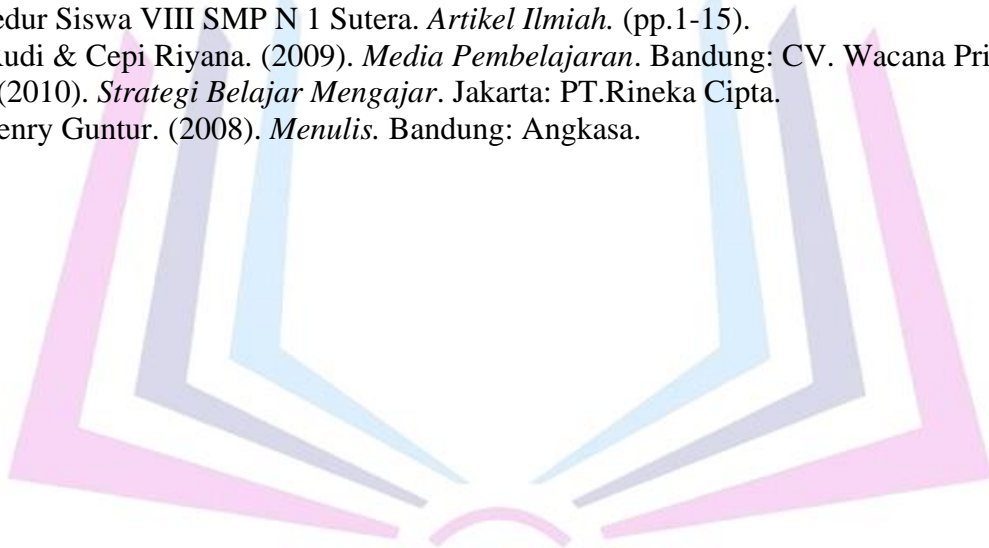 edur Siswa VIII SMP N 1 Sutera. Artikel Ilmiah. (pp.1-15).
Rudi & Cepi Riyana. (2009). Media Pembelajaran. Bandung: CV. Wacana Pri
(2010). Strategi Belajar Mengajar. Jakarta: PT.Rineka Cipta.
enry Guntur. (2008). Menulis. Bandung: Angkasa.